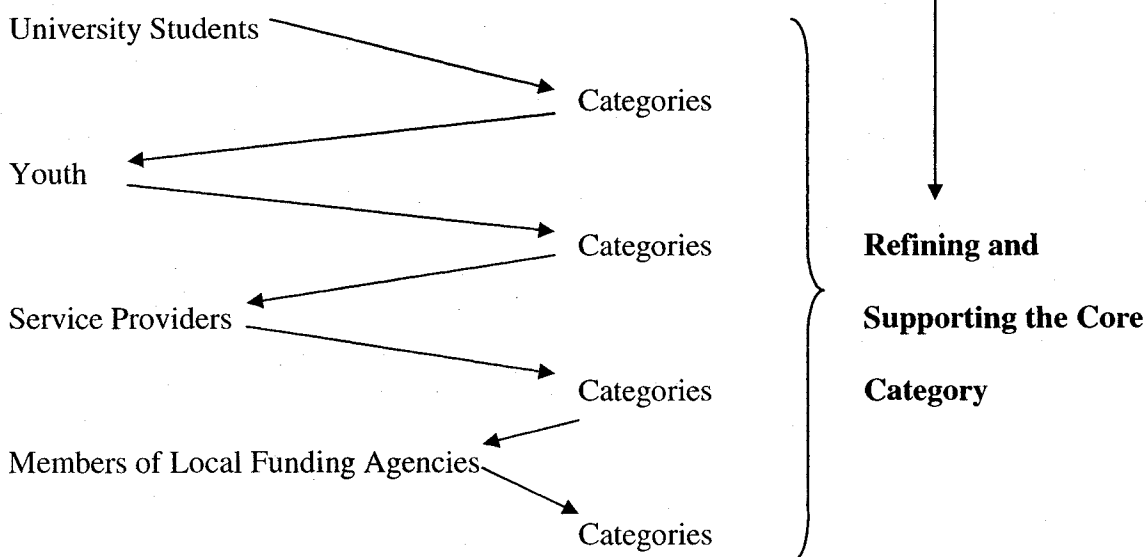 University Students
Categories
Youth
Categories
Refining and
Service Providers
Supporting the Core
Categories
Category
Members of Local Funding Agencies
Categories